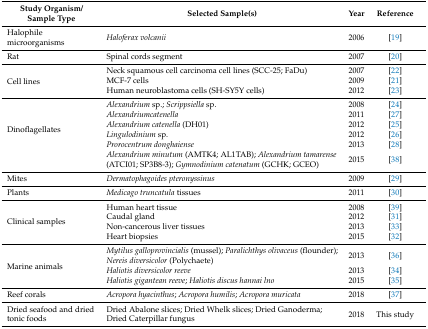 Study Organism/ Sample Type | Selected Sample(s) | Year | Reference
Halophile microorganisms | Haloferax volcanii | 2006 | [19]
Rat | Spinal cords segment | 2007 | [20]
Cell lines | Neck squamous cell carcinoma cell lines (SCC-25; FaDu) | 2007 | [22]
MCF-7 cells | 2009 | [21]
Human neuroblastoma cells (SH-SY5Y cells) | 2012 | [23]
Dinoflagellates | Alexandrium sp.; Scrippsiella sp. | 2008 | [24]
Alexandriumcatenella | 2011 | [27]
Alexandrium catenella (DH01) | 2012 | [25]
Lingulodinium sp. | 2012 | [26]
Prorocentrum donghaiense | 2013 | [28]
Alexandrium minutum (AMTK4; AL1TAB); Alexandrium tamarense (ATCI01; SP3B8-3); Gymnodinium catenatum (GCHK; GCEO) | 2015 | [38]
Mites | Dermatophagoides pteronyssinus | 2009 | [29]
Plants | Medicago truncatula tissues | 2011 | [30]
Clinical samples | Human heart tissue | 2008 | [39]
Caudal gland | 2012 | [31]
Non-cancerous liver tissues | 2013 | [33]
Heart biopsies | 2015 | [32]
Marine animals | Mytilus galloprovincialis (mussel); Paralichthys olivaceus (flounder); Nereis diversicolor (Polychaete) | 2013 | [36]
Haliotis diversicolor reeve | 2013 | [34]
Haliotis gigantean reeve; Haliotis discus hannai Ino | 2015 | [35]
Reef corals | Acropora hyacinthus; Acropora humilis; Acropora muricata | 2018 | [37]
Dried seafood and dried tonic foods | Dried Abalone slices; Dried Whelk slices; Dried Ganoderma; Dried Caterpillar fungus | 2018 | This study